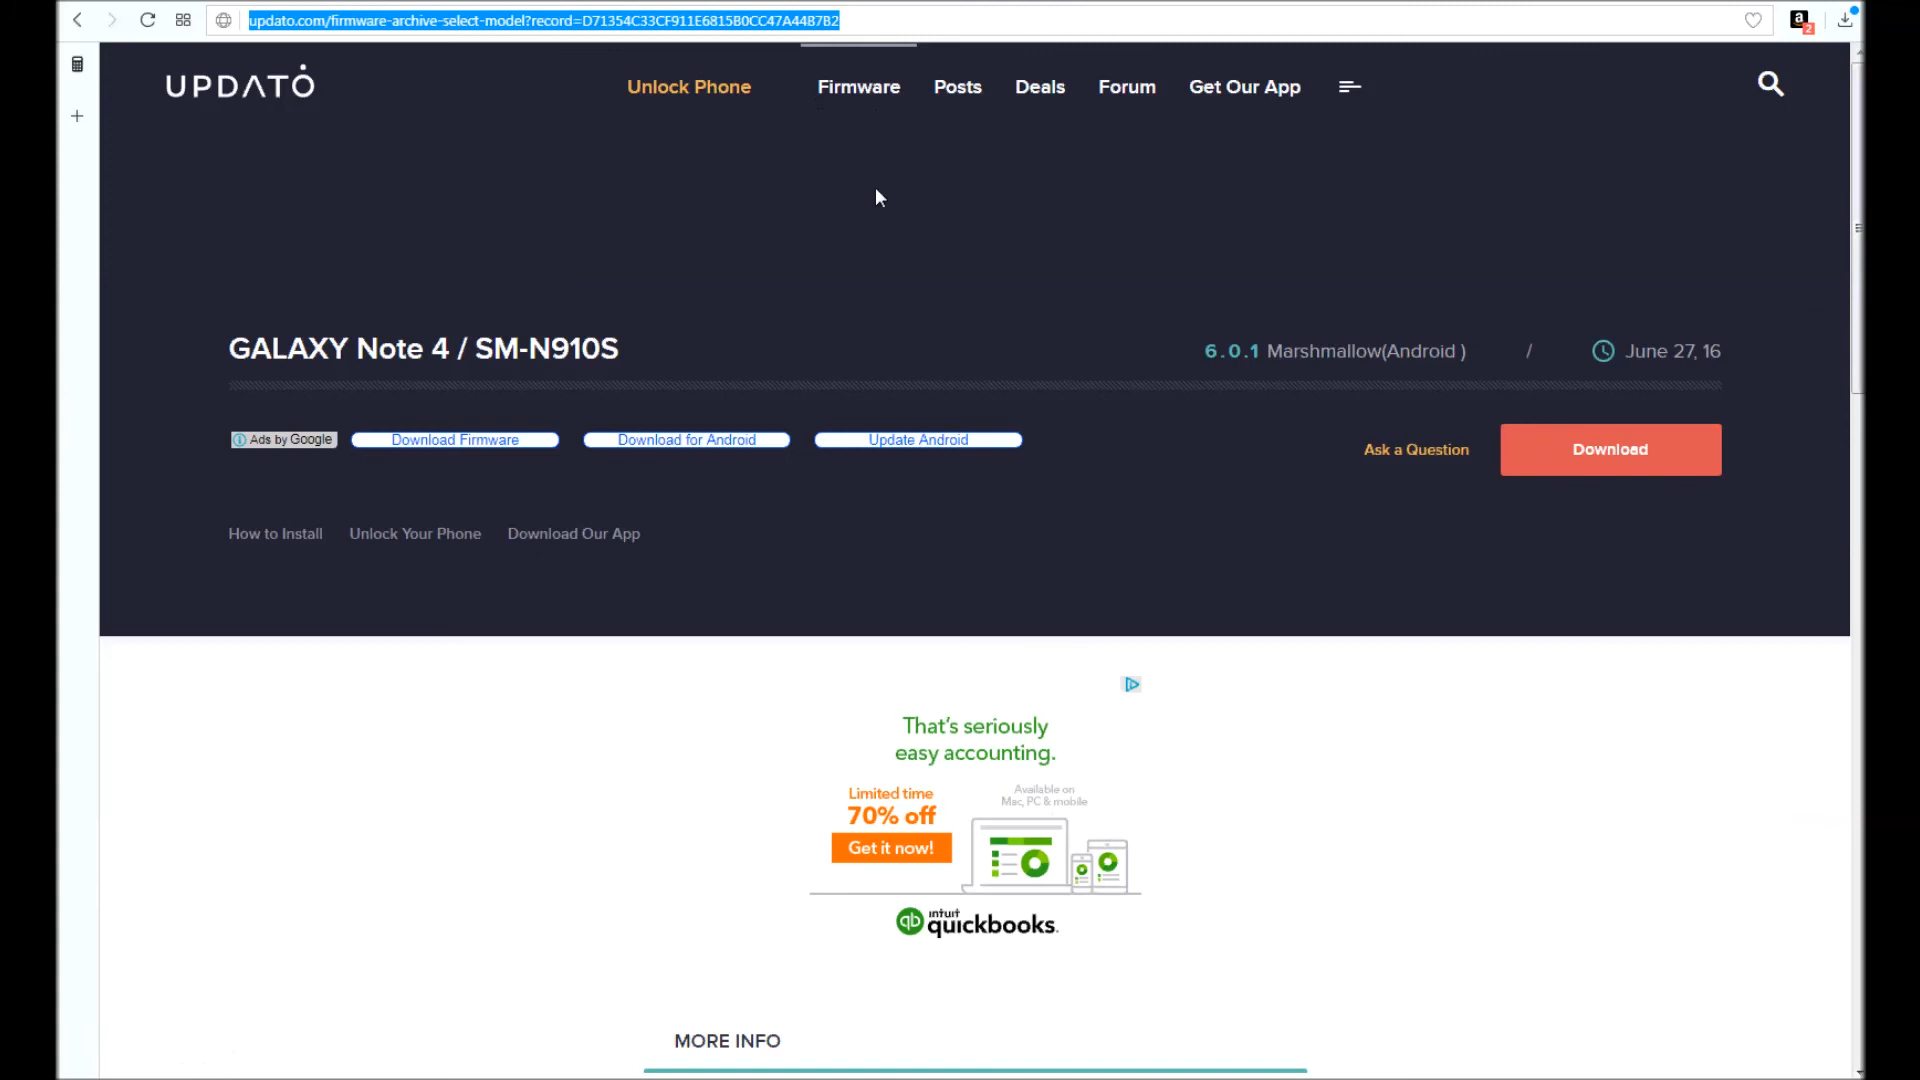 updato.com/firmware-archive-select-model?record=D71354C33CF911E6815B0CC47A44B7B2
a
2
UPDATO
Unlock Phone
Firmware
Posts
Deals
Forum
Get Our App
GALAXY Note 4 / SM-N910S
6.0.1 Marshmallow(Android )
/
June 27, 16
Ads by Google
Download Firmware
Download for Android
Update Android
Ask a Question
Download
How to Install
Unlock Your Phone
Download Our App
That's seriously
easy accounting.
Limited time
70% off
Get it now!
Available on
Mac, PC & mobile
qb
intuit
quickbooks.
MORE INFO